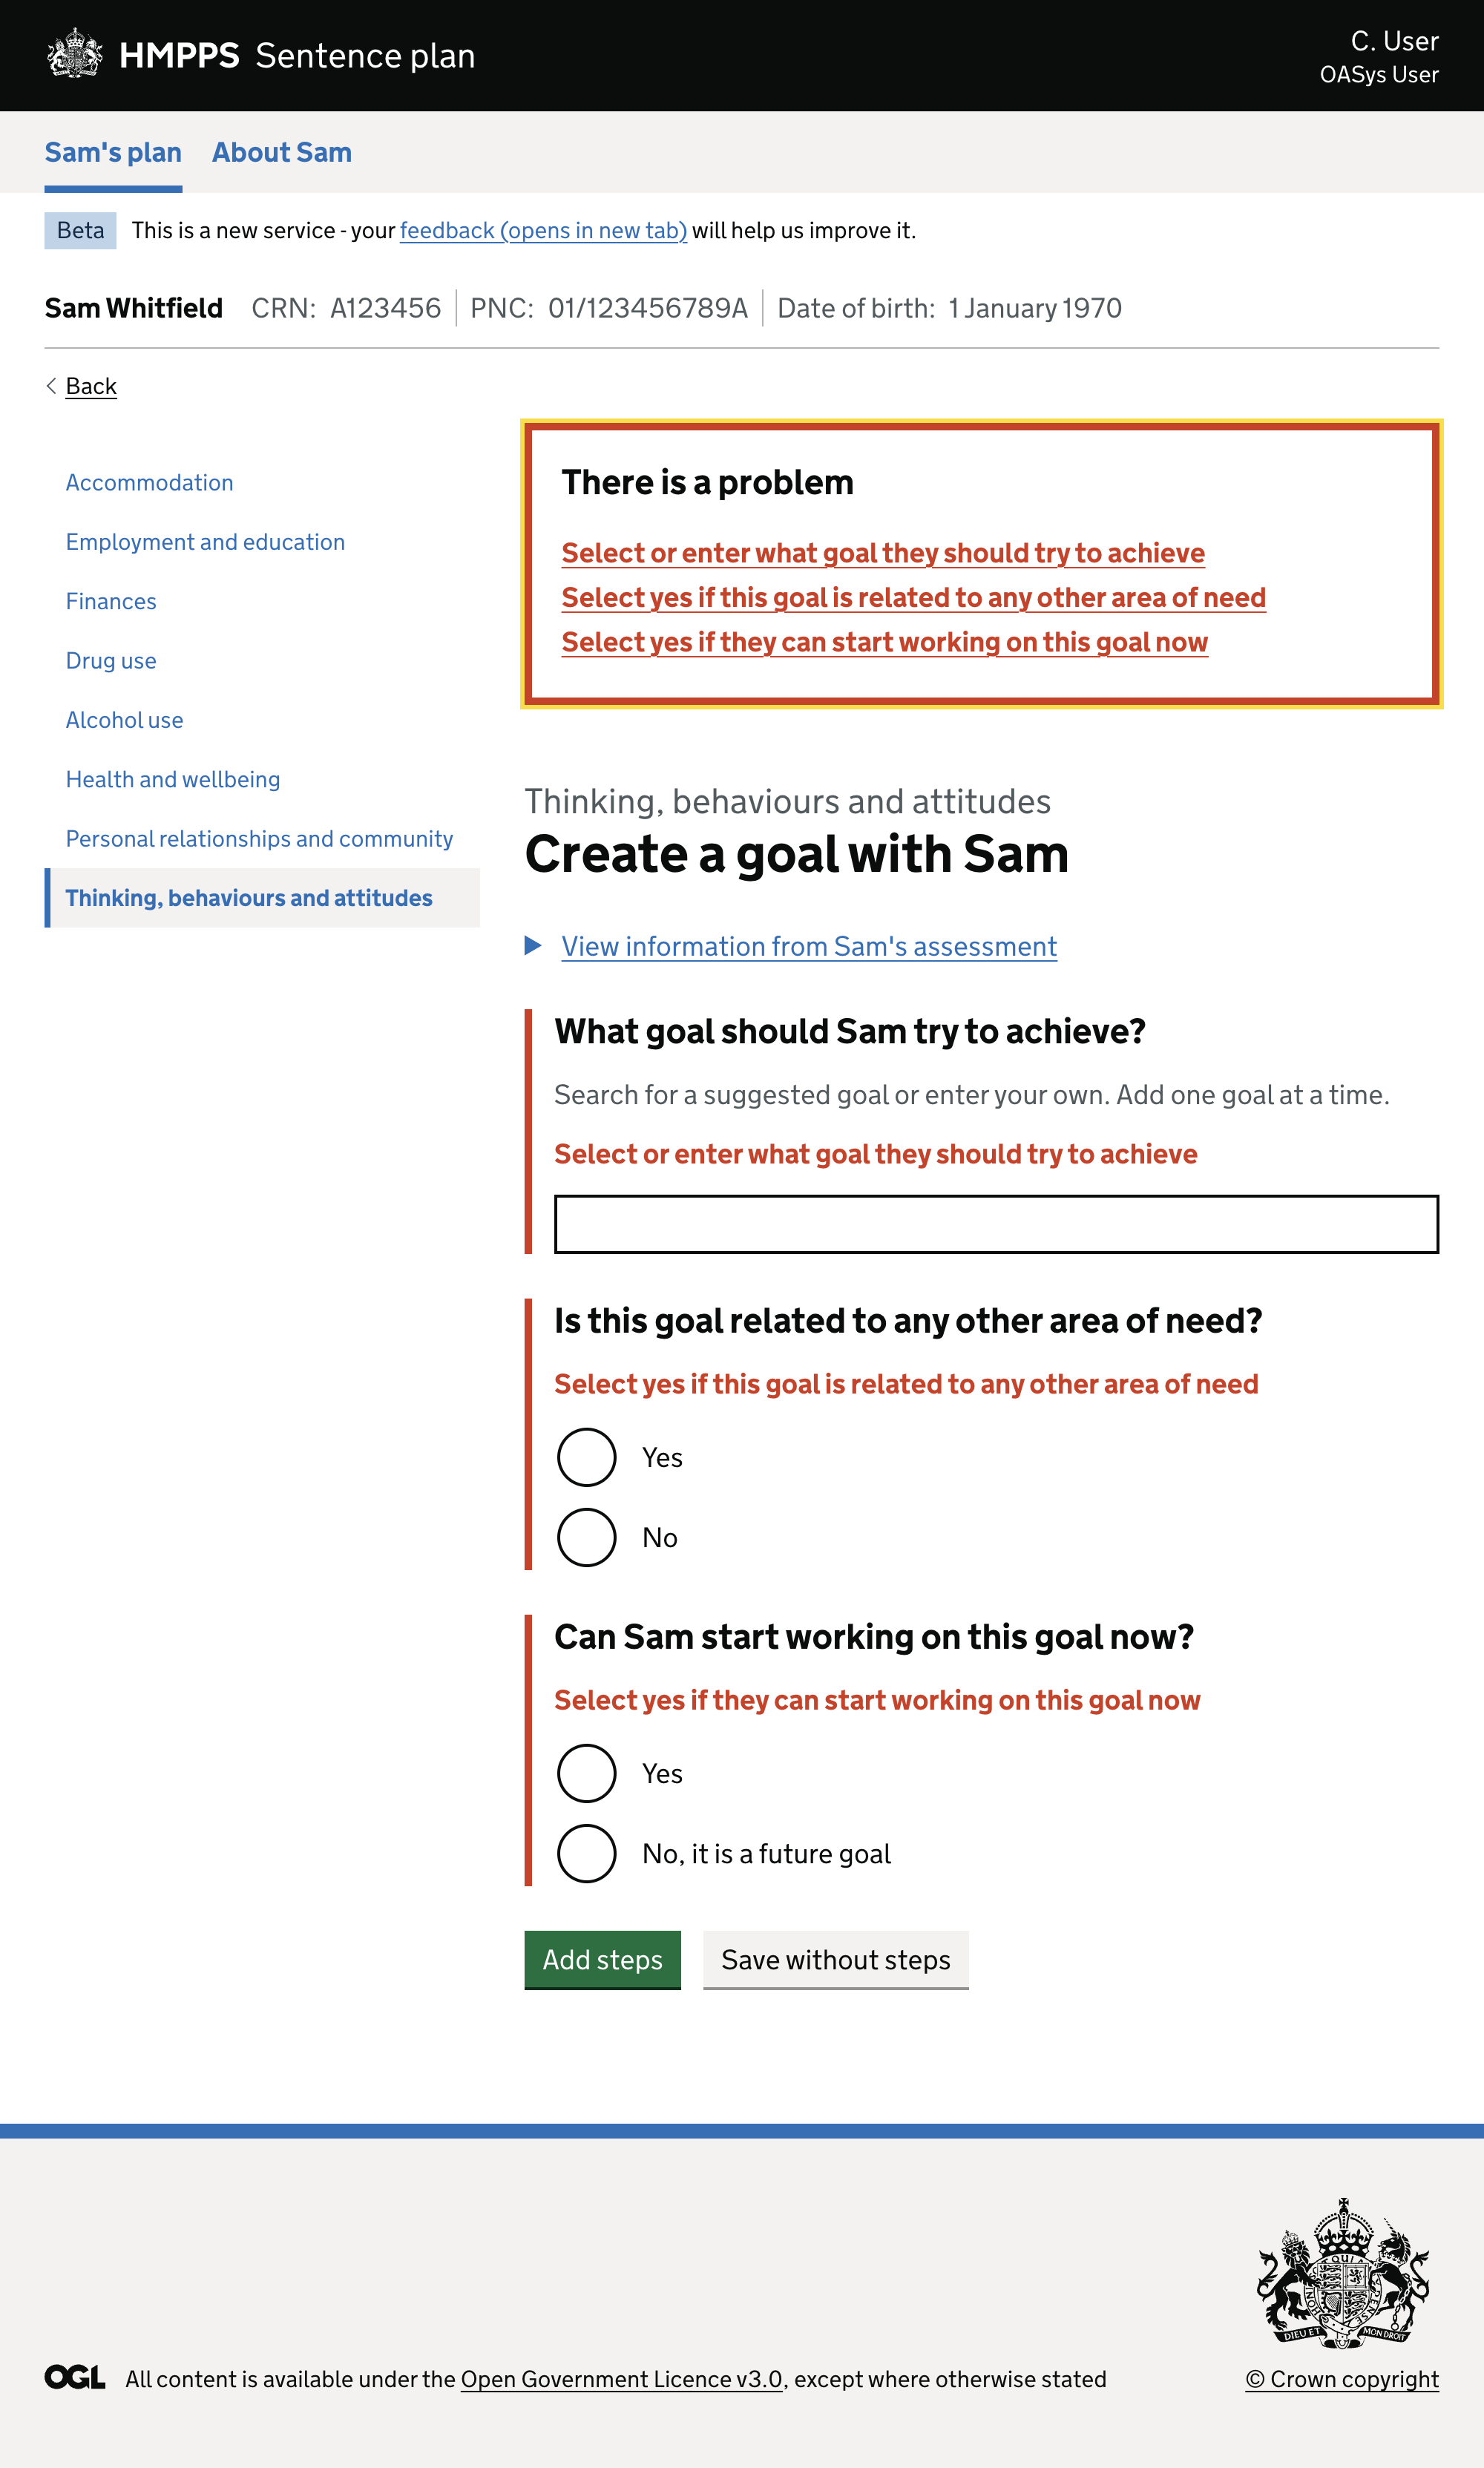 HMPPS Sentence plan
C. User
OASys User
Sam's plan About Sam
Beta This is a new service - your feedback (opens in new tab) will help us improve it.
Sam Whitfield CRN: A123456 PNC: 01/123456789A Date of birth: 1 January 1970
Back
Accommodation
Employment and education
Finances
Drug use
Alcohol use
Health and wellbeing
Personal relationships and community
Thinking, behaviours and attitudes
There is a problem
Select or enter what goal they should try to achieve
Select yes if this goal is related to any other area of need
Select yes if they can start working on this goal now
Thinking, behaviours and attitudes
Create a goal with Sam
View information from Sam's assessment
What goal should Sam try to achieve?
Search for a suggested goal or enter your own. Add one goal at a time.
Select or enter what goal they should try to achieve
Is this goal related to any other area of need?
Select yes if this goal is related to any other area of need
Yes
No
Can Sam start working on this goal now?
Select yes if they can start working on this goal now
Yes
No, it is a future goal
Add steps Save without steps
DIEU ET MON DROIT
OGL All content is available under the Open Government Licence v3.0, except where otherwise stated
© Crown copyright